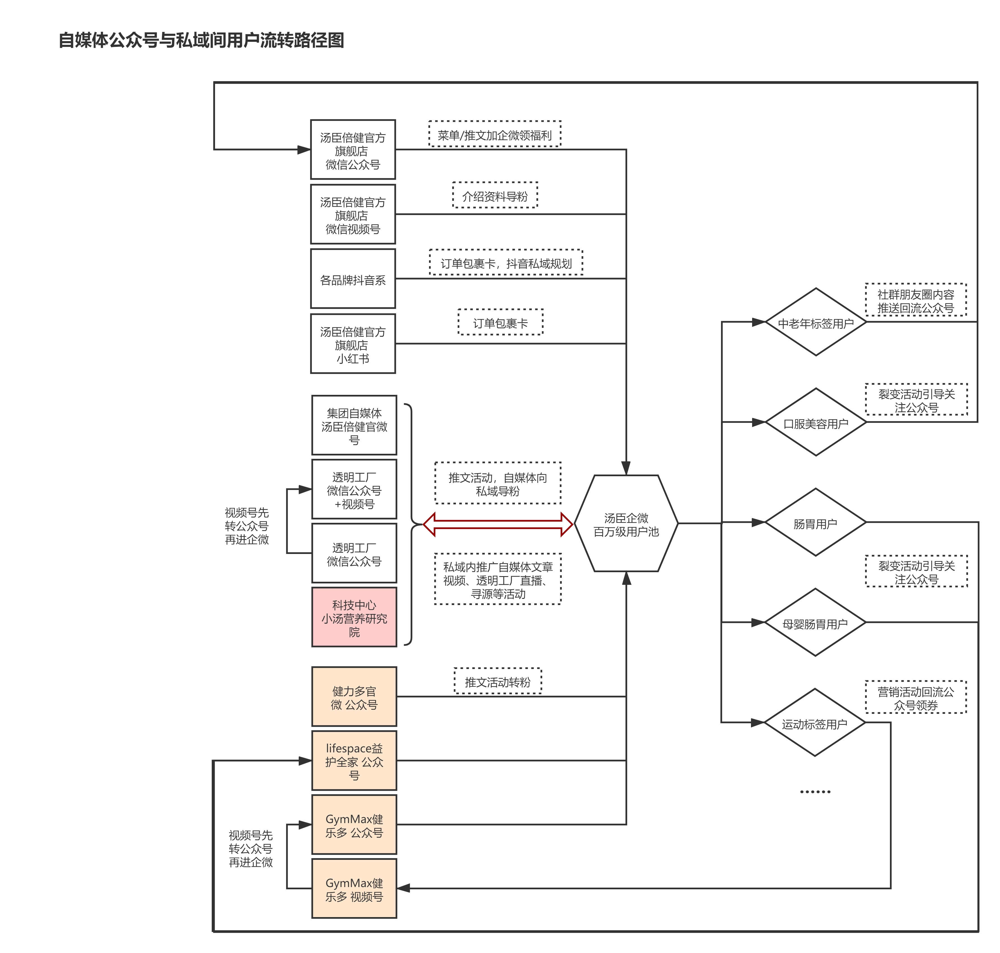 自媒体公众号与私域间用户流转路径图
汤臣倍健官方
旗舰店
微信公众号
菜单/推文加企微领福利
汤臣倍健官方
旗舰店
微信视频号
介绍资料导粉
各品牌抖音系
订单包裹卡，抖音私域规划
汤臣倍健官方
旗舰店
小红书
订单包裹卡
集团自媒体
汤臣倍健官微
号
透明工厂
微信公众号
+视频号
视频号先
转公众号
再进企微
透明工厂
微信公众号
科技中心
小汤营养研究
院
推文活动，自媒体向
私域导粉
私域内推广自媒体文章
视频、透明工厂直播、
寻源等活动
汤臣企微
百万级用户池
健力多官
微 公众号
推文活动转粉
lifespace益
护全家 公众
号
GymMax健
乐多 公众号
视频号先
转公众号
再进企微
GymMax健
乐多 视频号
中老年标签用户
社群朋友圈内容
推送回流公众号
口服美容用户
裂变活动引导关
注公众号
肠胃用户
裂变活动引导关
注公众号
母婴肠胃用户
运动标签用户
营销活动回流公
众号领券
······